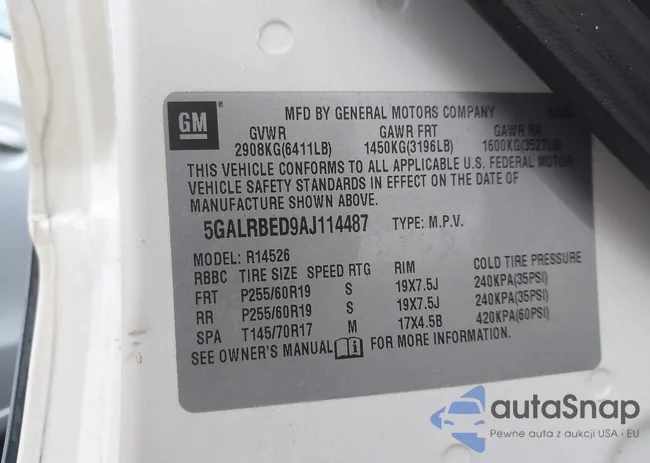 GM
MFD BY GENERAL MOTORS COMPANY
GVWR GAWR FRT GAWR RR
2908KG(6411LB) 1450KG(3196LB) 1600KG(3527LB)
THIS VEHICLE CONFORMS TO ALL APPLICABLE U.S. FEDERAL MOTOR
VEHICLE SAFETY STANDARDS IN EFFECT ON THE DATE OF
MANUFACTURE SHOWN ABOVE.
5GALRBED9AJ114487 TYPE: M.P.V.
MODEL: R14526
RBBC TIRE SIZE SPEED RTG RIM COLD TIRE PRESSURE
FRT P255/60R19 S 19X7.5J 240KPA(35PSI)
RR P255/60R19 S 19X7.5J 240KPA(35PSI)
SPA T145/70R17 M 17X4.5B 420KPA(60PSI)
SEE OWNER'S MANUAL FOR MORE INFORMATION.
autaSnap
Pewne auta z aukcji USA i EU